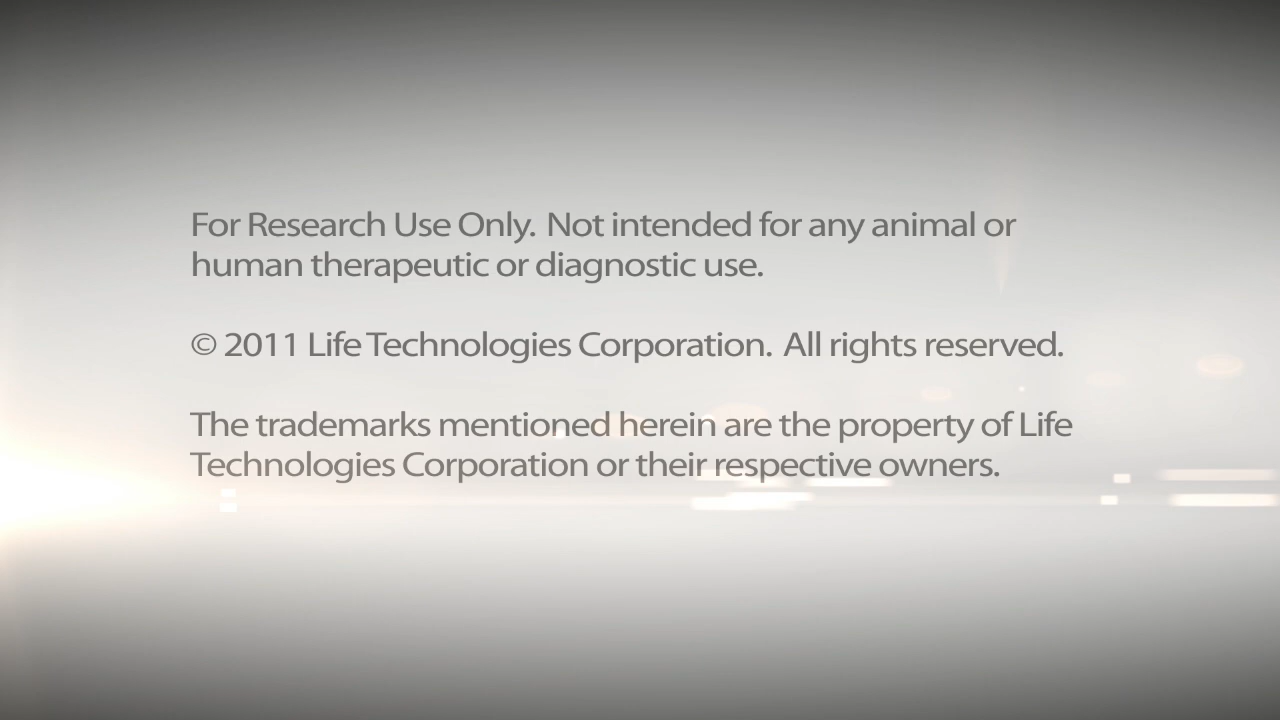 For Research Use Only. Not intended for any animal or
human therapeutic or diagnostic use.
© 2011 Life Technologies Corporation. All rights reserved.
The trademarks mentioned herein are the property of Life
Technologies Corporation or their respective owners.